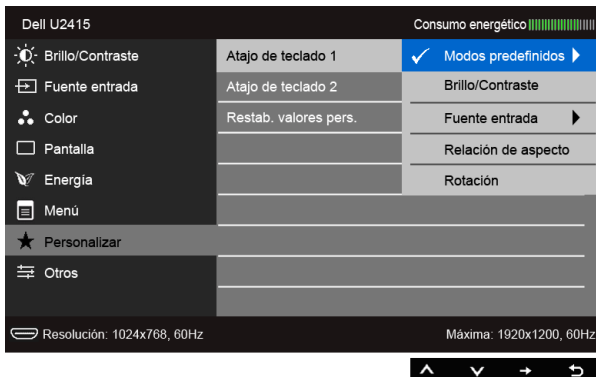 Dell U2415
Consumo energético
Brillo/Contraste
Atajo de teclado 1
Modos predefinidos
Fuente entrada
Atajo de teclado 2
Brillo/Contraste
Color
Restab. valores pers.
Fuente entrada
Pantalla
Relación de aspecto
Energía
Rotación
Menú
Personalizar
Otros
Resolución: 1024x768, 60Hz
Máxima: 1920x1200, 60Hz